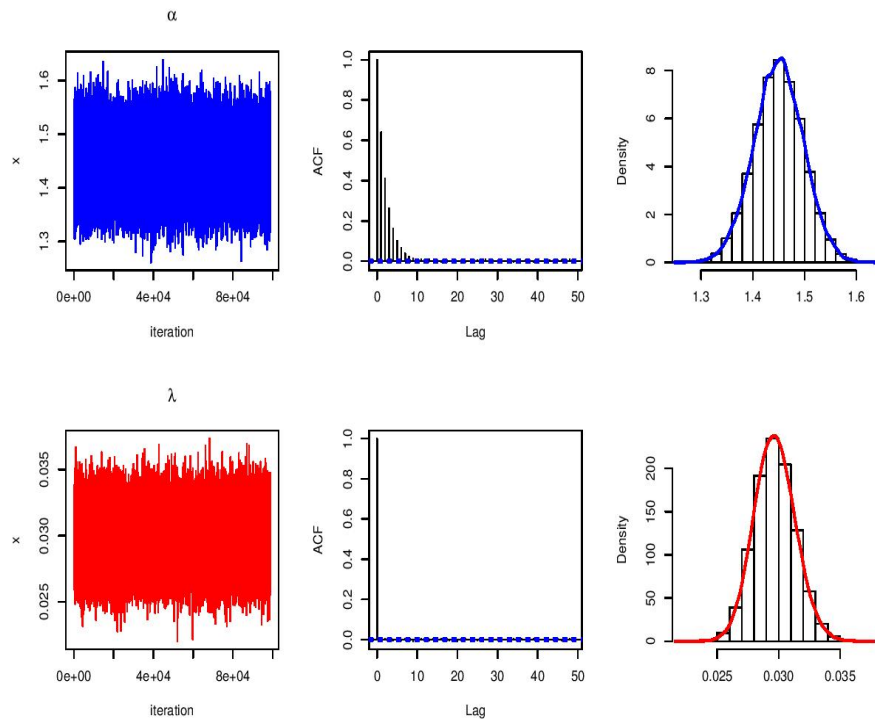 α
x
1.3 1.4 1.5 1.6
0e+00 4e+04 8e+04
iteration
ACF
0.0 0.2 0.4 0.6 0.8 1.0
0 10 20 30 40 50
Lag
Density
0 2 4 6 8
1.3 1.4 1.5 1.6
λ
x
0.025 0.030 0.035
0e+00 4e+04 8e+04
iteration
ACF
0.0 0.2 0.4 0.6 0.8 1.0
0 10 20 30 40 50
Lag
Density
0 50 100 150 200
0.025 0.030 0.035